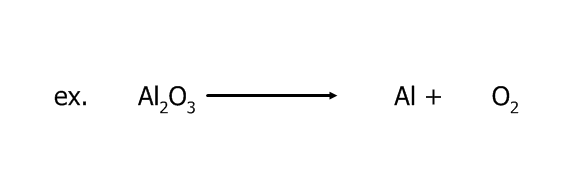 ex. Al₂O₃ ⟶ Al + O₂